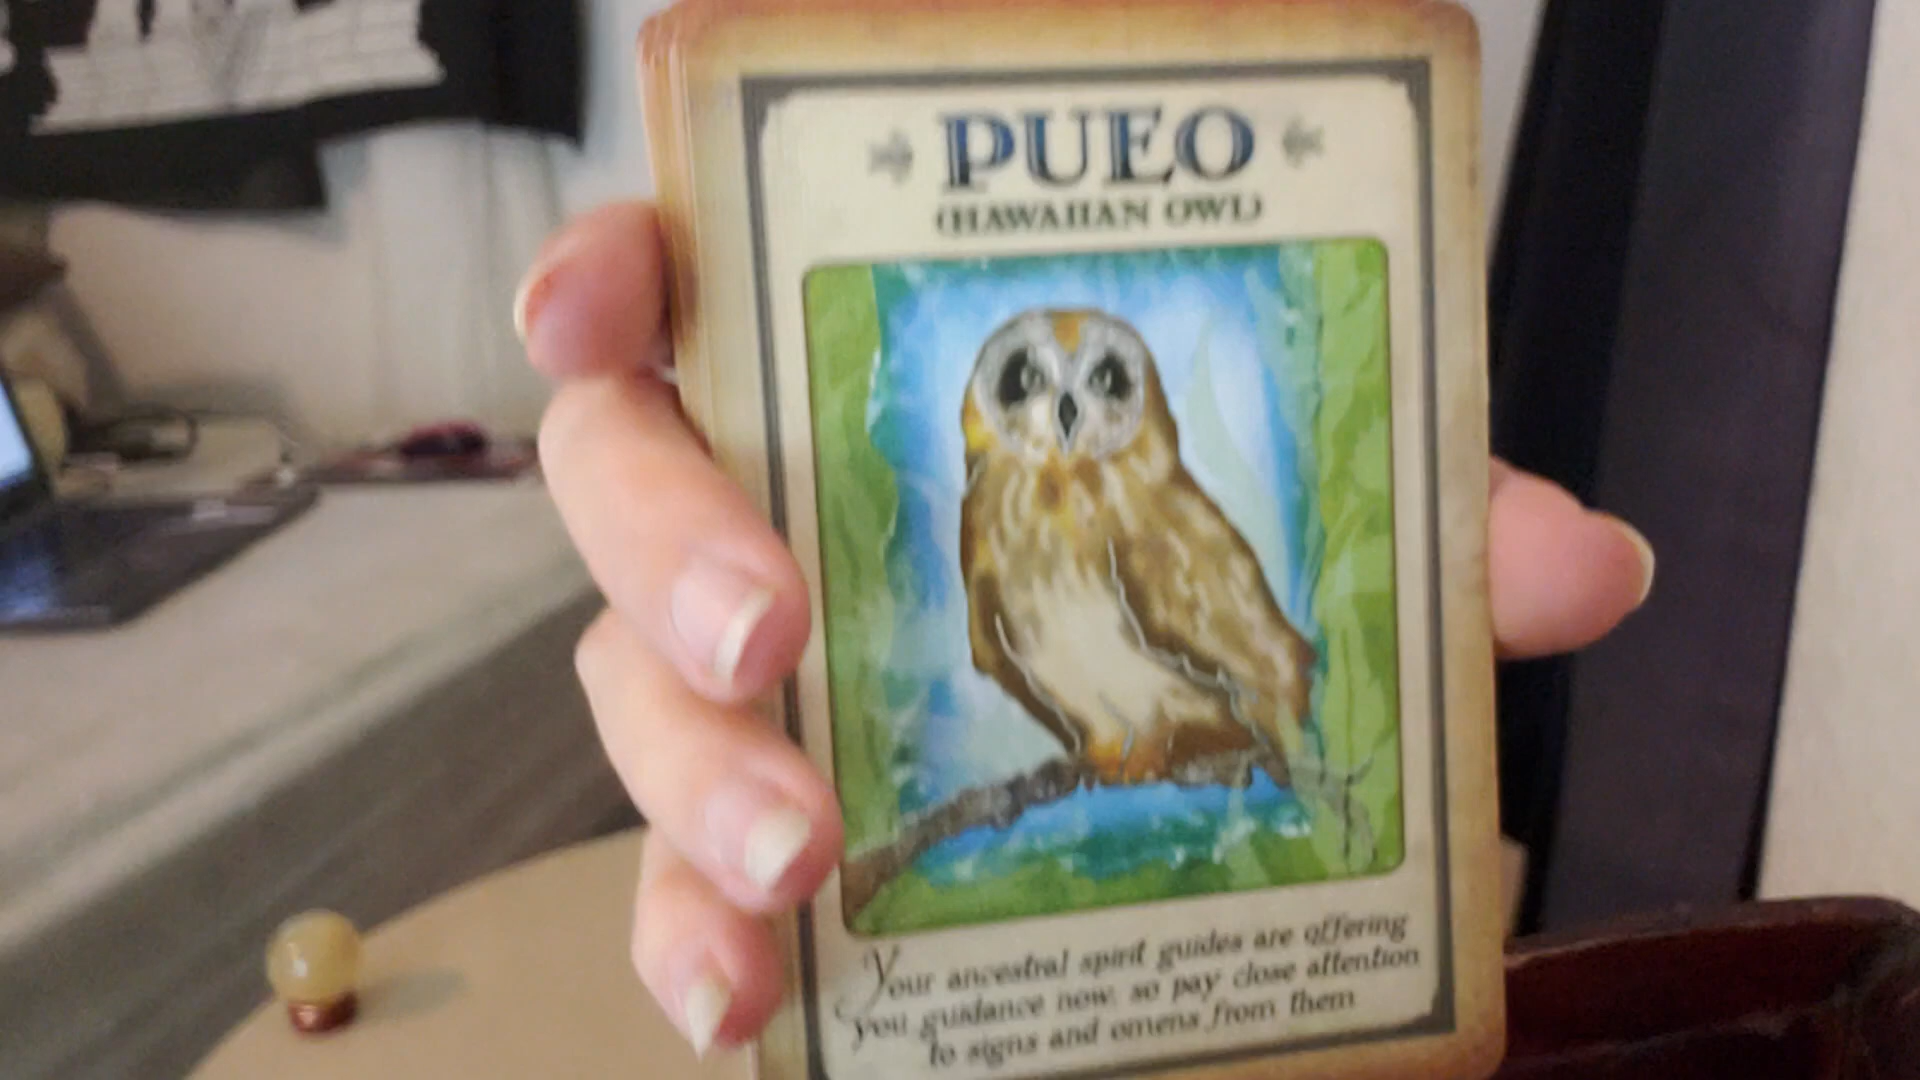 PUEO
(HAWAIIAN OWL)
Your ancestral spirit guides are offering
you guidance now, so pay close attention
to signs and omens from them